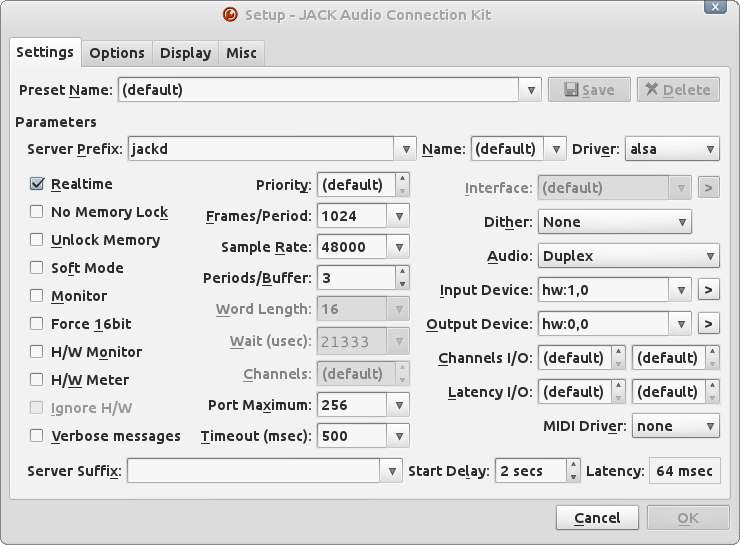 Setup - JACK Audio Connection Kit
Settings Options Display Misc
Preset Name: (default) Save Delete
Parameters
Server Prefix: jackd Name: (default) Driver: alsa
Realtime Priority: (default) Interface: (default) >
No Memory Lock Frames/Period: 1024 Dither: None
Unlock Memory Sample Rate: 48000 Audio: Duplex
Soft Mode Periods/Buffer: 3 Input Device: hw:1,0 >
Monitor Word Length: 16 Output Device: hw:0,0 >
Force 16bit Wait (usec): 21333 Channels I/O: (default) (default)
H/W Monitor Channels: (default) Latency I/O: (default) (default)
H/W Meter Port Maximum: 256 MIDI Driver: none
Ignore H/W
Verbose messages Timeout (msec): 500
Server Suffix: Start Delay: 2 secs Latency: 64 msec
Cancel OK